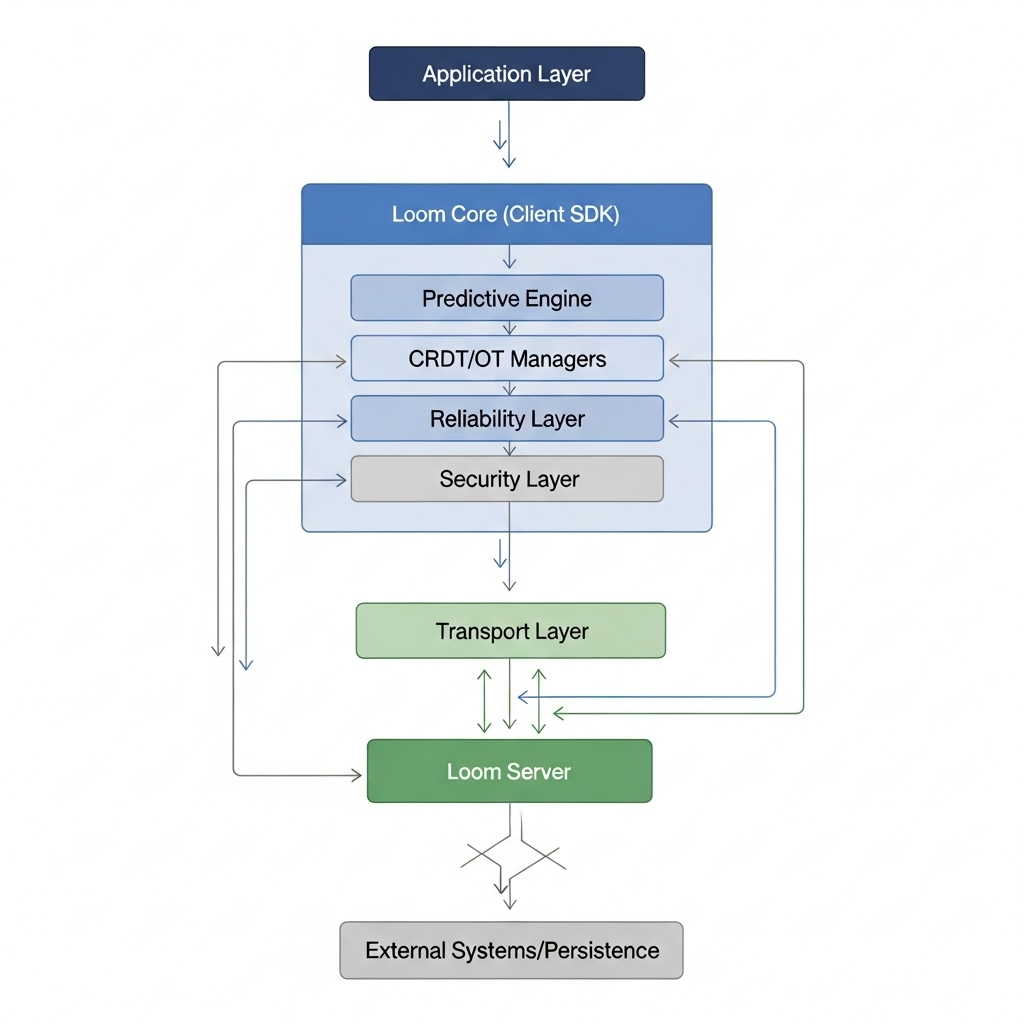 Application Layer
Loom Core (Client SDK)
Predictive Engine
CRDT/OT Managers
Reliability Layer
Security Layer
Transport Layer
Loom Server
External Systems/Persistence